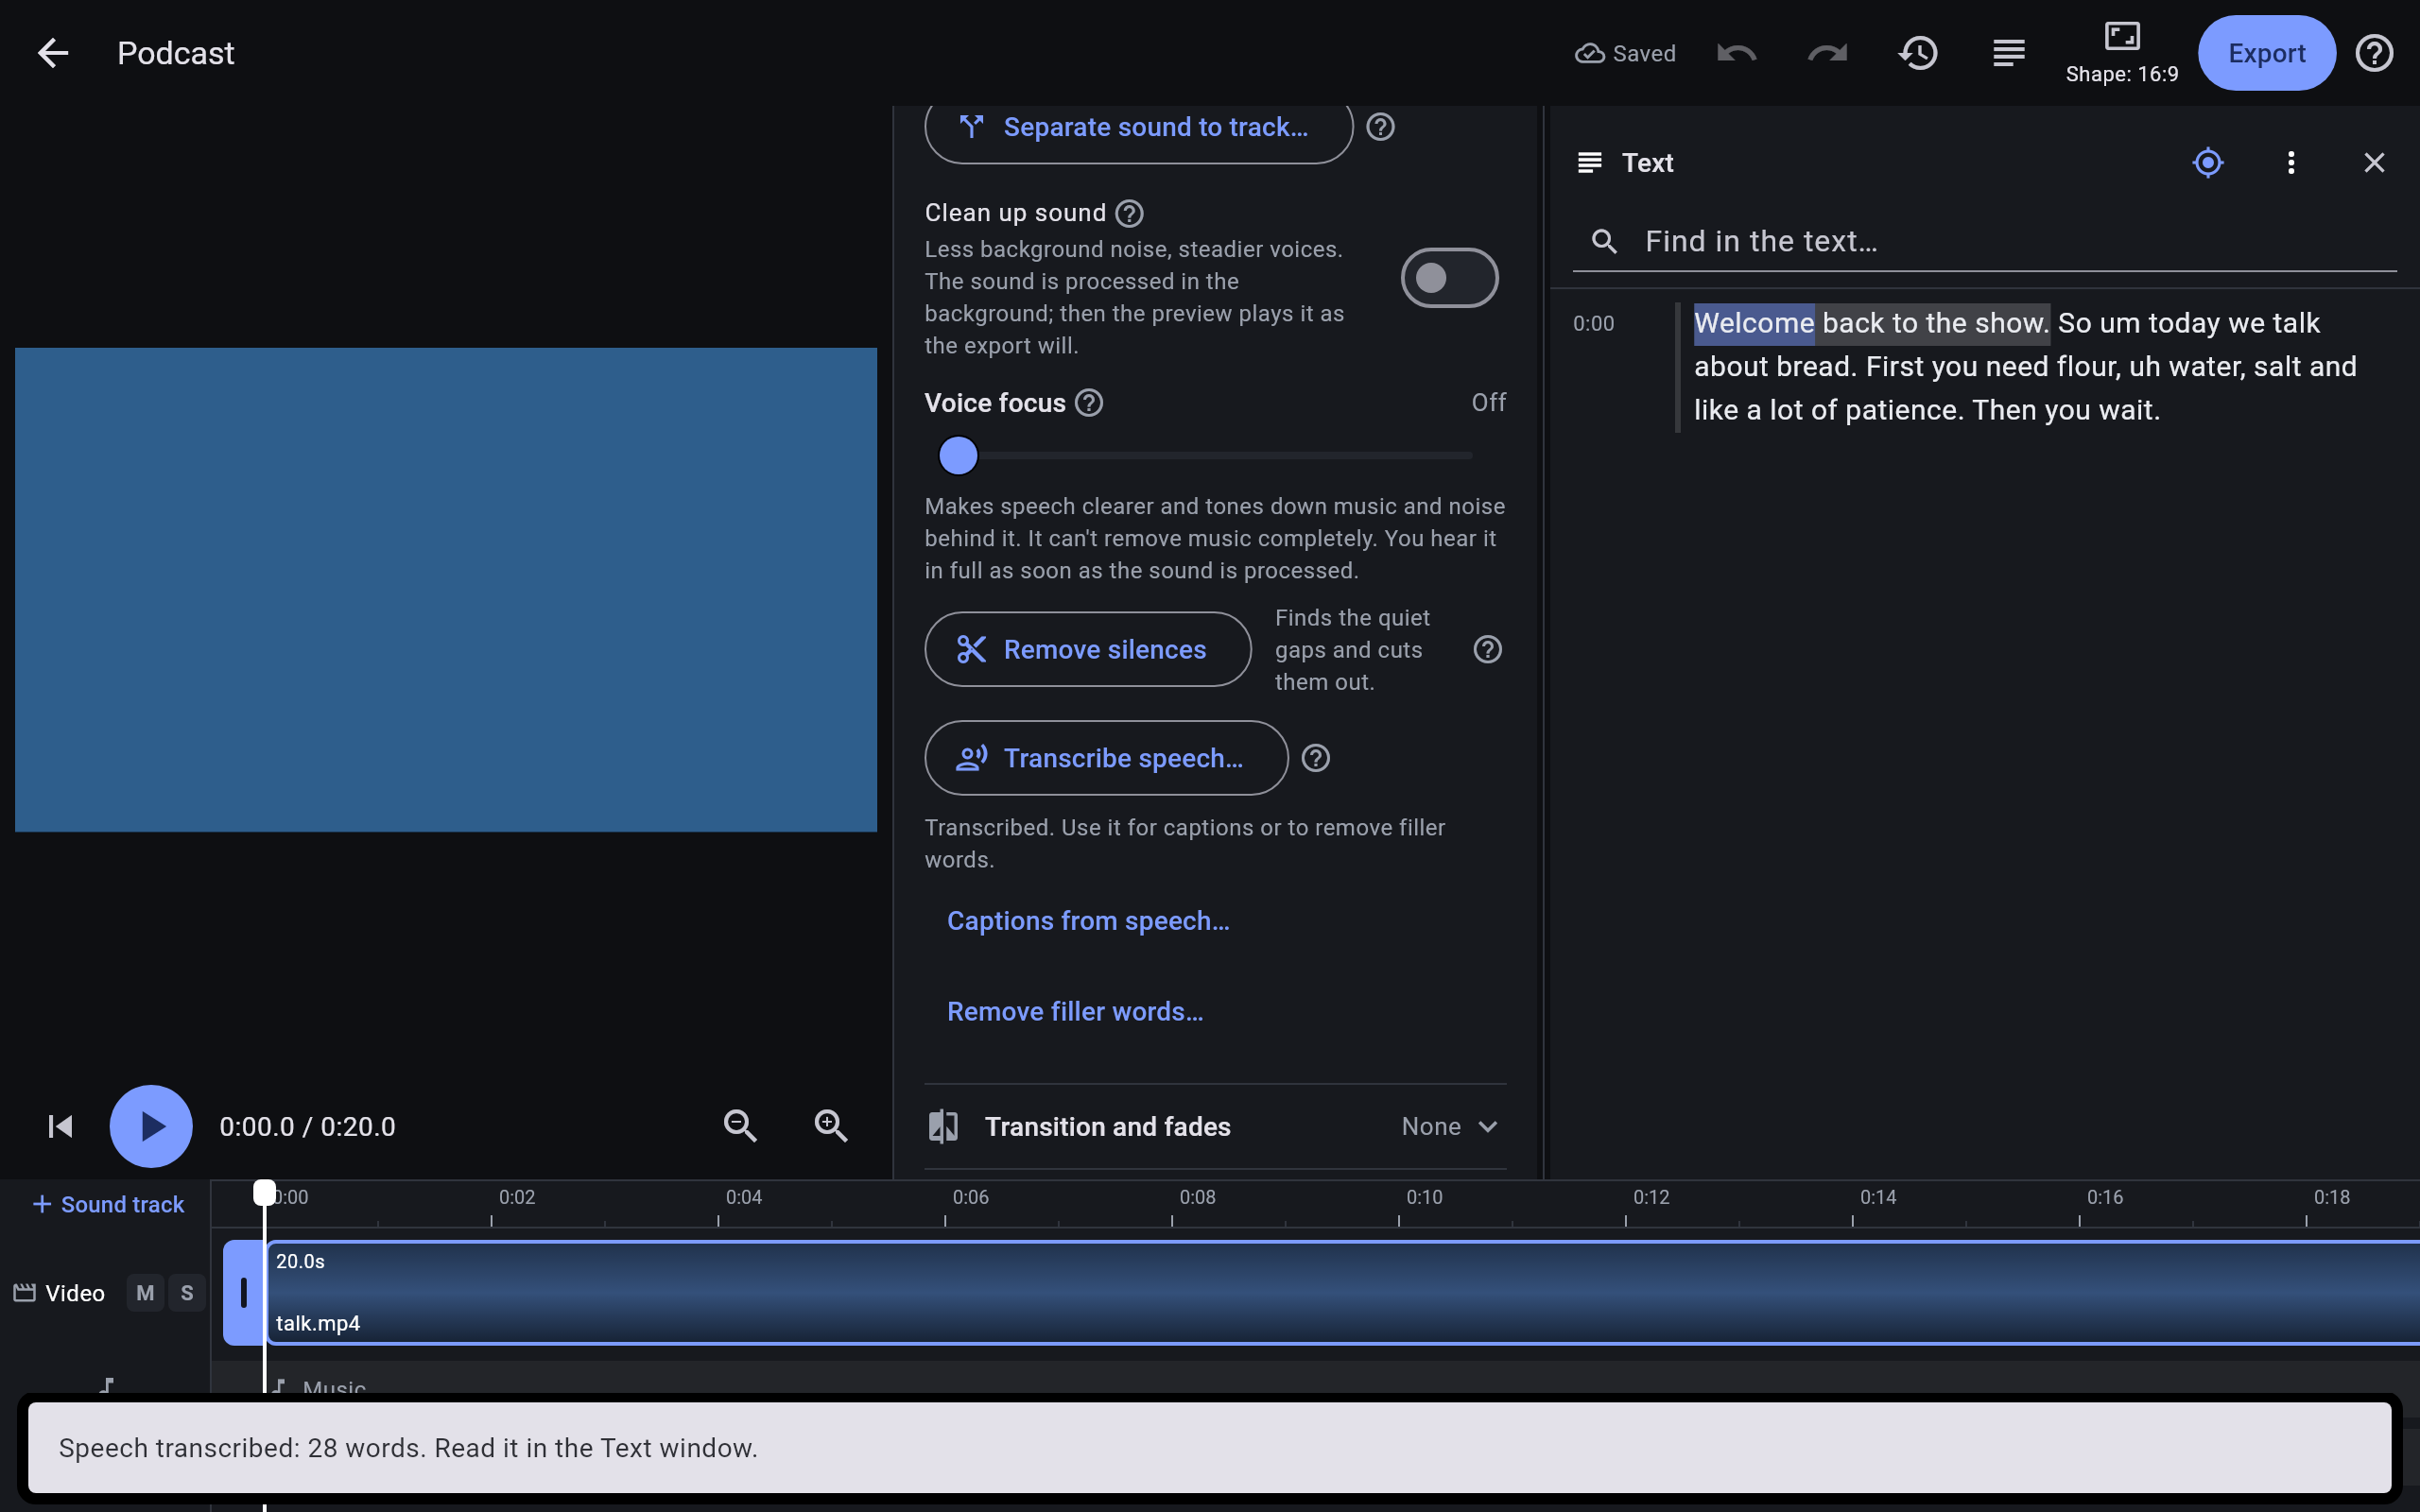 Podcast
Saved
Shape: 16:9
Export
Separate sound to track…
Clean up sound
Less background noise, steadier voices.
The sound is processed in the
background; then the preview plays it as
the export will.
Voice focus
Off
Makes speech clearer and tones down music and noise
behind it. It can't remove music completely. You hear it
in full as soon as the sound is processed.
Remove silences
Finds the quiet
gaps and cuts
them out.
Transcribe speech…
Transcribed. Use it for captions or to remove filler
words.
Captions from speech…
Remove filler words…
Transition and fades
None
Text
Find in the text…
0:00
Welcome back to the show. So um today we talk
about bread. First you need flour, uh water, salt and
like a lot of patience. Then you wait.
0:00.0 / 0:20.0
Sound track
0:00 0:02 0:04 0:06 0:08 0:10 0:12 0:14 0:16 0:18
Video M S
20.0s
talk.mp4
Music
Speech transcribed: 28 words. Read it in the Text window.